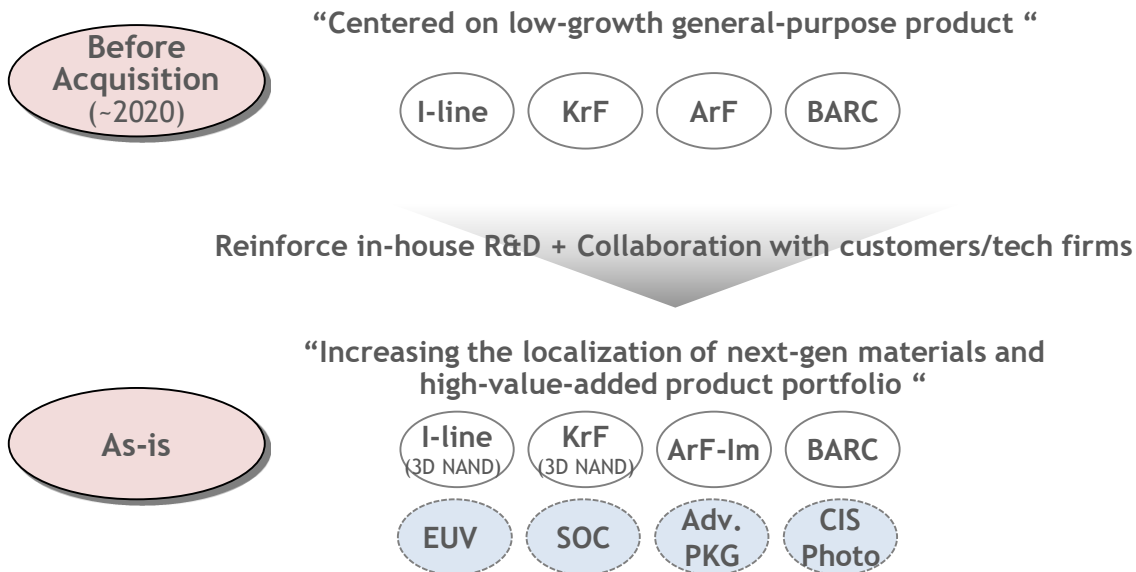 “Centered on low-growth general-purpose product “
Before
Acquisition
(~2020)
I-line
KrF
ArF
BARC
Reinforce in-house R&D + Collaboration with customers/tech firms
“Increasing the localization of next-gen materials and
high-value-added product portfolio “
As-is
I-line
(3D NAND)
KrF
(3D NAND)
ArF-Im
BARC
EUV
SOC
Adv.
PKG
CIS
Photo